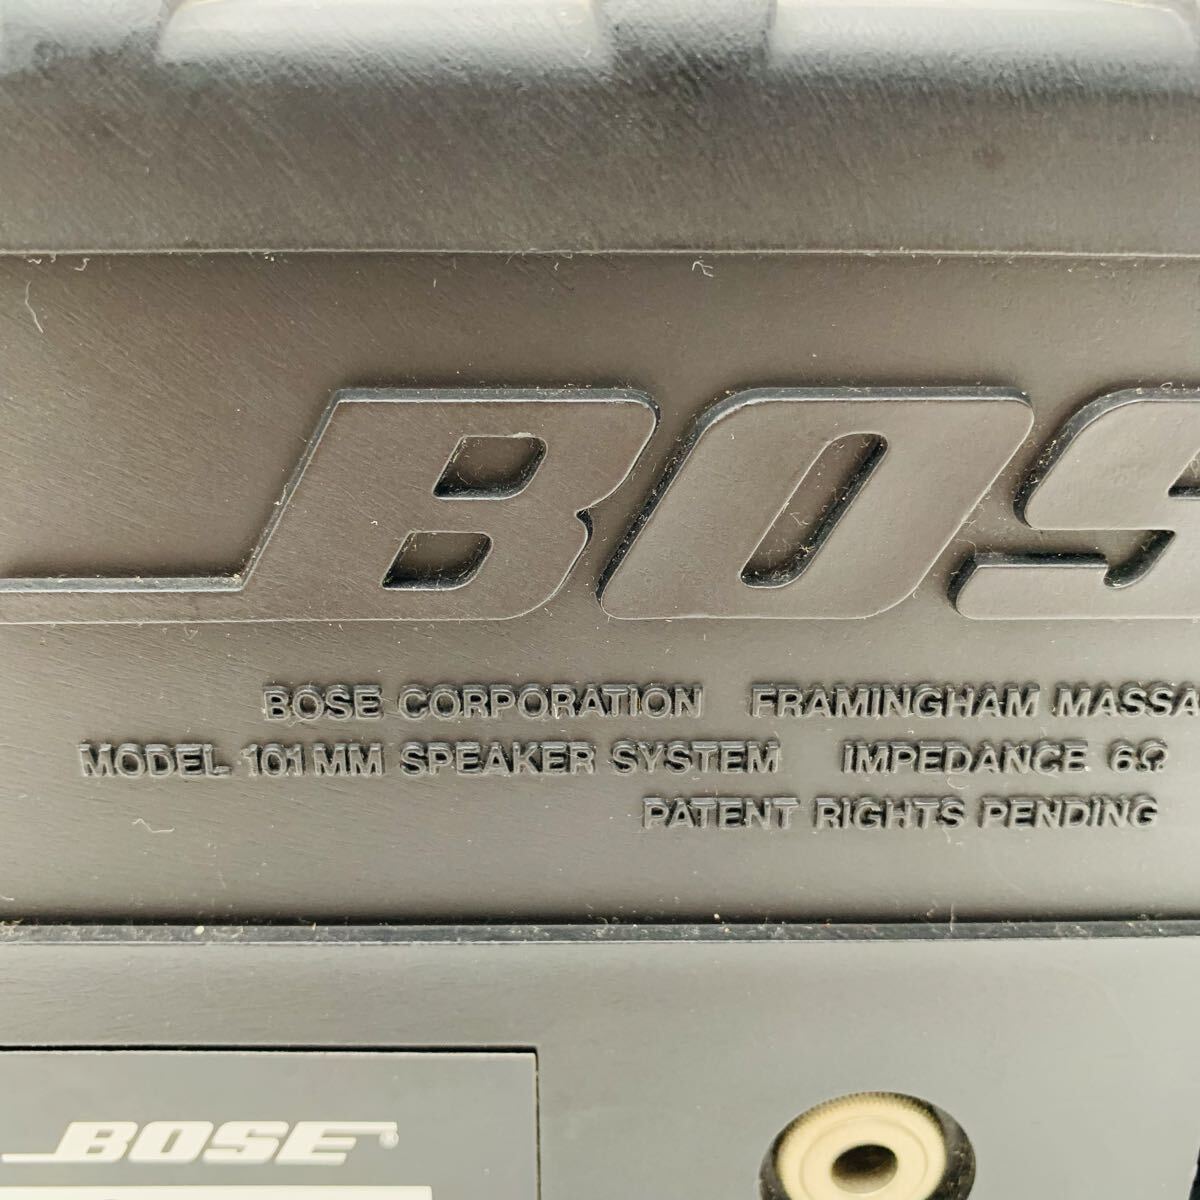 BOS
BOSE CORPORATION FRAMINGHAM MASSA
MODEL 101 MM SPEAKER SYSTEM IMPEDANCE 6Ω
PATENT RIGHTS PENDING
BOSE®